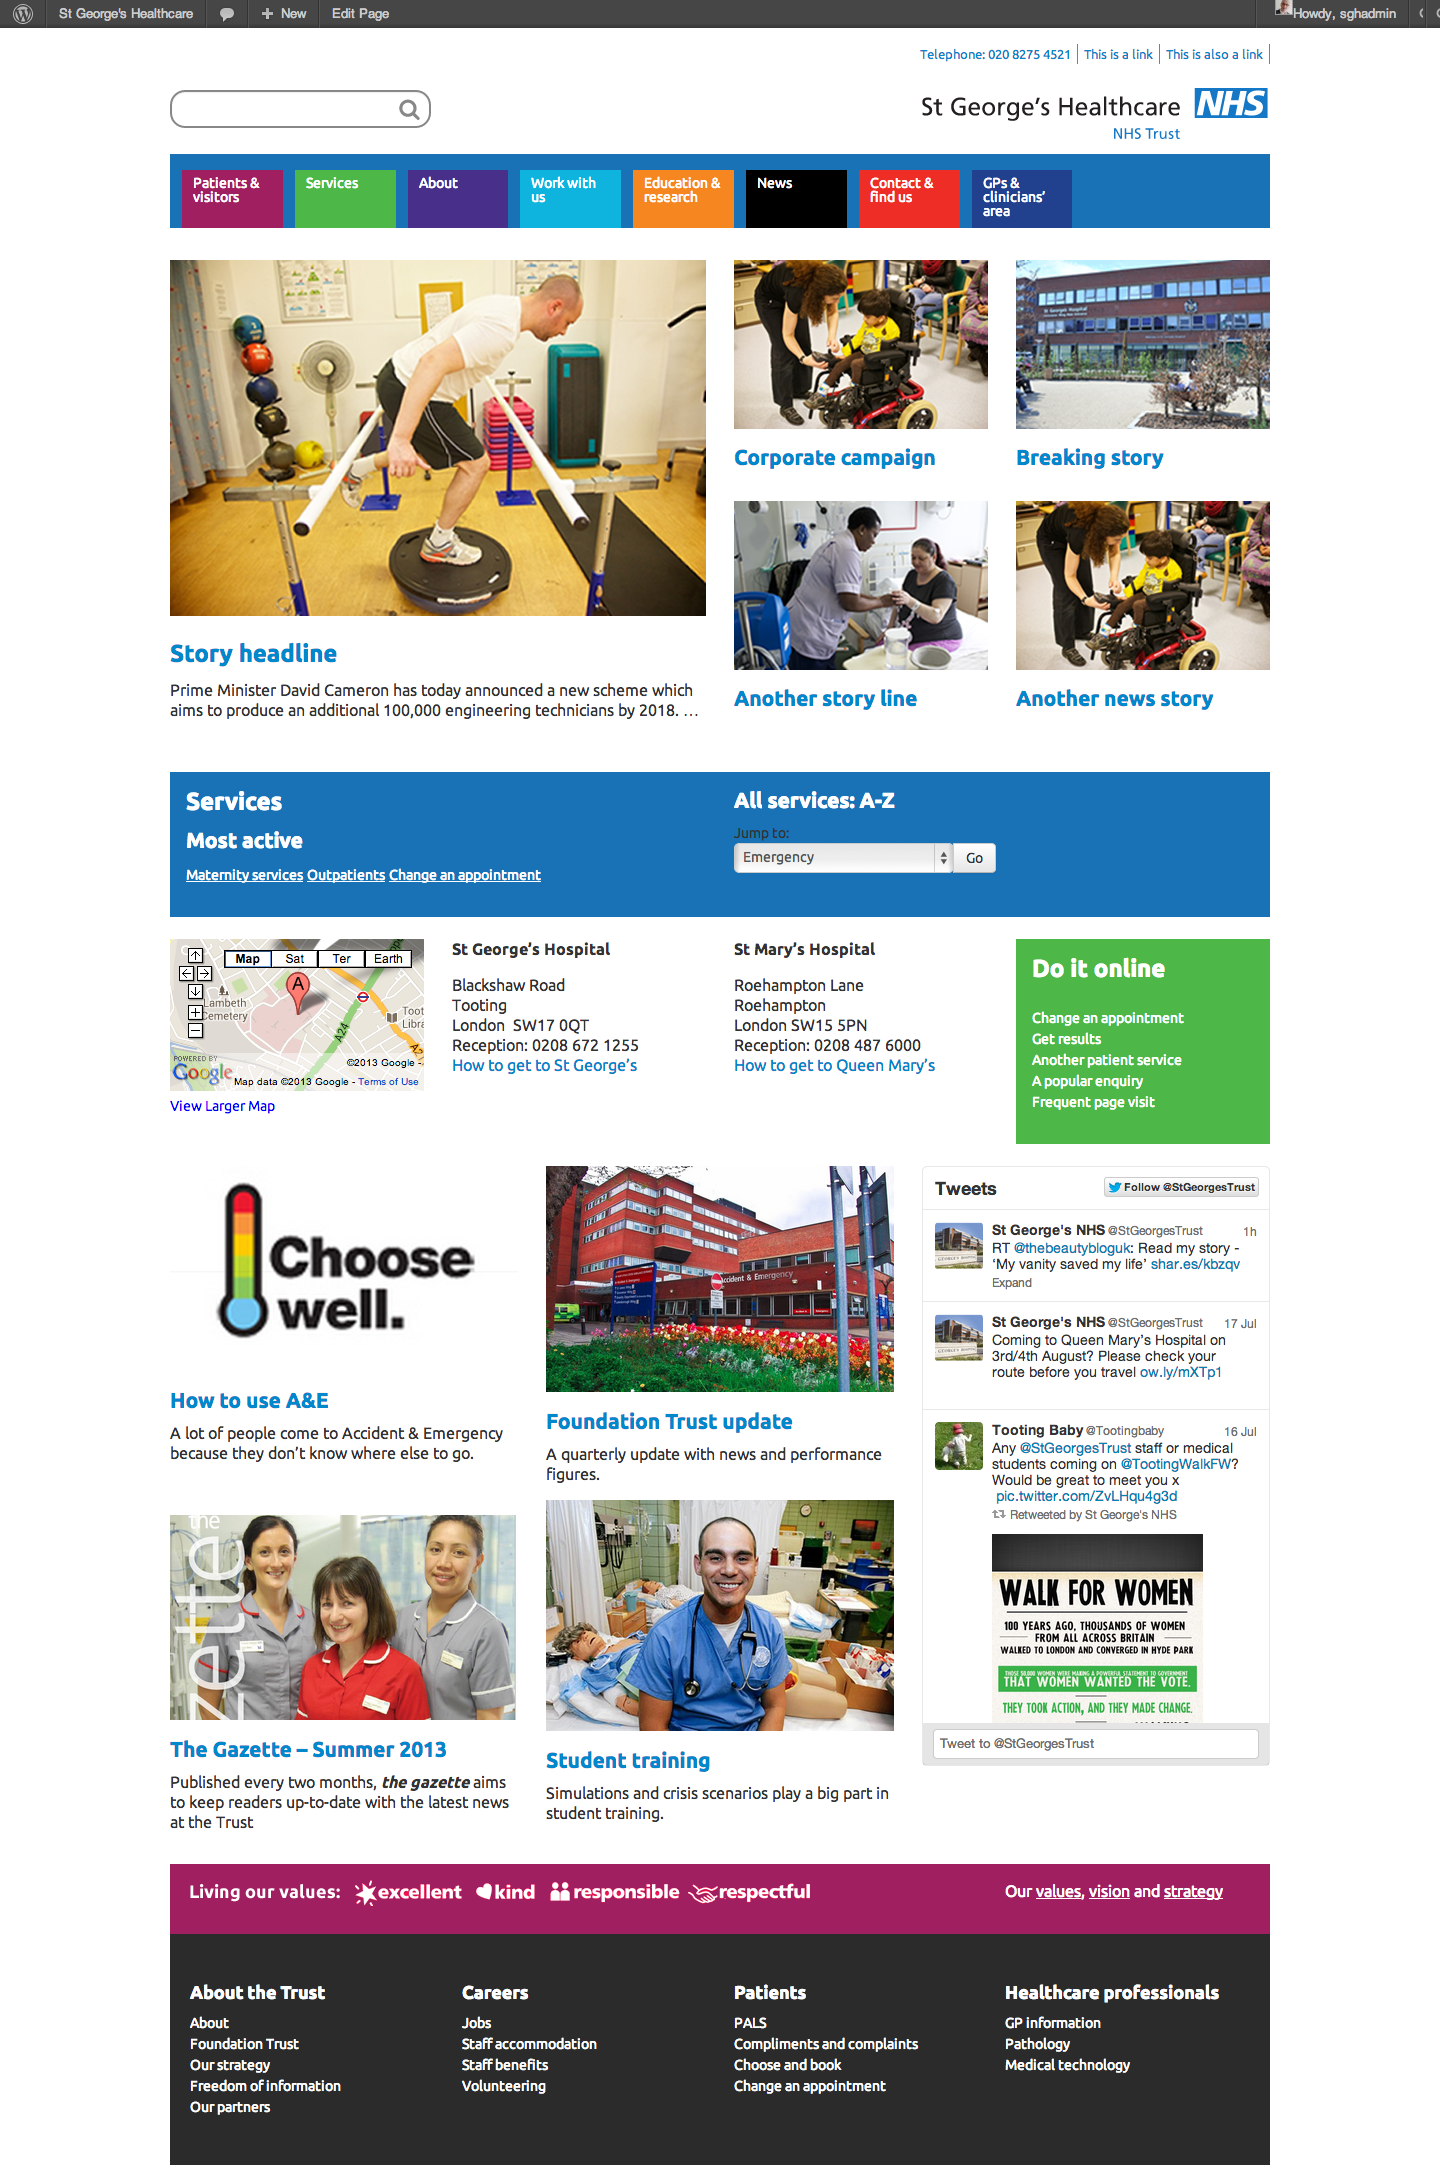 St George's Healthcare
New
Edit Page
Howdy, sghadmin
Telephone: 020 8275 4521
This is a link
This is also a link
St George's Healthcare NHS
NHS Trust
Patients & visitors
Services
About
Work with us
Education & research
News
Contact & find us
GPs & clinicians' area
St Georges Hospital
Corporate campaign
Breaking story
Story headline
Prime Minister David Cameron has today announced a new scheme which
aims to produce an additional 100,000 engineering technicians by 2018. …
Another story line
Another news story
Services
Most active
Maternity services Outpatients Change an appointment
All services: A-Z
Jump to:
Emergency
Go
Map
Sat
Ter
Earth
A
Lambeth
Cemetery
A24
Toot
Libra
POWERED BY
Google
©2013 Google -
Map data ©2013 Google - Terms of Use
View Larger Map
St George's Hospital
Blackshaw Road
Tooting
London  SW17 0QT
Reception: 0208 672 1255
How to get to St George's
St Mary's Hospital
Roehampton Lane
Roehampton
London SW15 5PN
Reception: 0208 487 6000
How to get to Queen Mary's
Do it online
Change an appointment
Get results
Another patient service
A popular enquiry
Frequent page visit
Choose
well.
How to use A&E
A lot of people come to Accident & Emergency
because they don't know where else to go.
Accident & Emergency
Foundation Trust update
A quarterly update with news and performance
figures.
Tweets
Follow @StGeorgesTrust
St George's NHS @StGeorgesTrust 1h
RT @thebeautybloguk: Read my story -
'My vanity saved my life' shar.es/kbzqv
Expand
St George's NHS @StGeorgesTrust 17 Jul
Coming to Queen Mary's Hospital on
3rd/4th August? Please check your
route before you travel ow.ly/mXTp1
Tooting Baby @Tootingbaby 16 Jul
Any @StGeorgesTrust staff or medical
students coming on @TootingWalkFW?
Would be great to meet you x
pic.twitter.com/ZvLHqu4g3d
Retweeted by St George's NHS
WALK FOR WOMEN
100 YEARS AGO, THOUSANDS OF WOMEN
FROM ALL ACROSS BRITAIN
WALKED TO LONDON AND CONVERGED IN HYDE PARK
THOSE 50,000 WOMEN WERE MAKING A POWERFUL STATEMENT TO GOVERNMENT
THAT WOMEN WANTED THE VOTE.
THEY TOOK ACTION, AND THEY MADE CHANGE.
Tweet to @StGeorgesTrust
the
zette
The Gazette – Summer 2013
Published every two months, the gazette aims
to keep readers up-to-date with the latest news
at the Trust
Student training
Simulations and crisis scenarios play a big part in
student training.
Living our values: excellent kind responsible respectful
Our values, vision and strategy
About the Trust
About
Foundation Trust
Our strategy
Freedom of information
Our partners
Careers
Jobs
Staff accommodation
Staff benefits
Volunteering
Patients
PALS
Compliments and complaints
Choose and book
Change an appointment
Healthcare professionals
GP information
Pathology
Medical technology